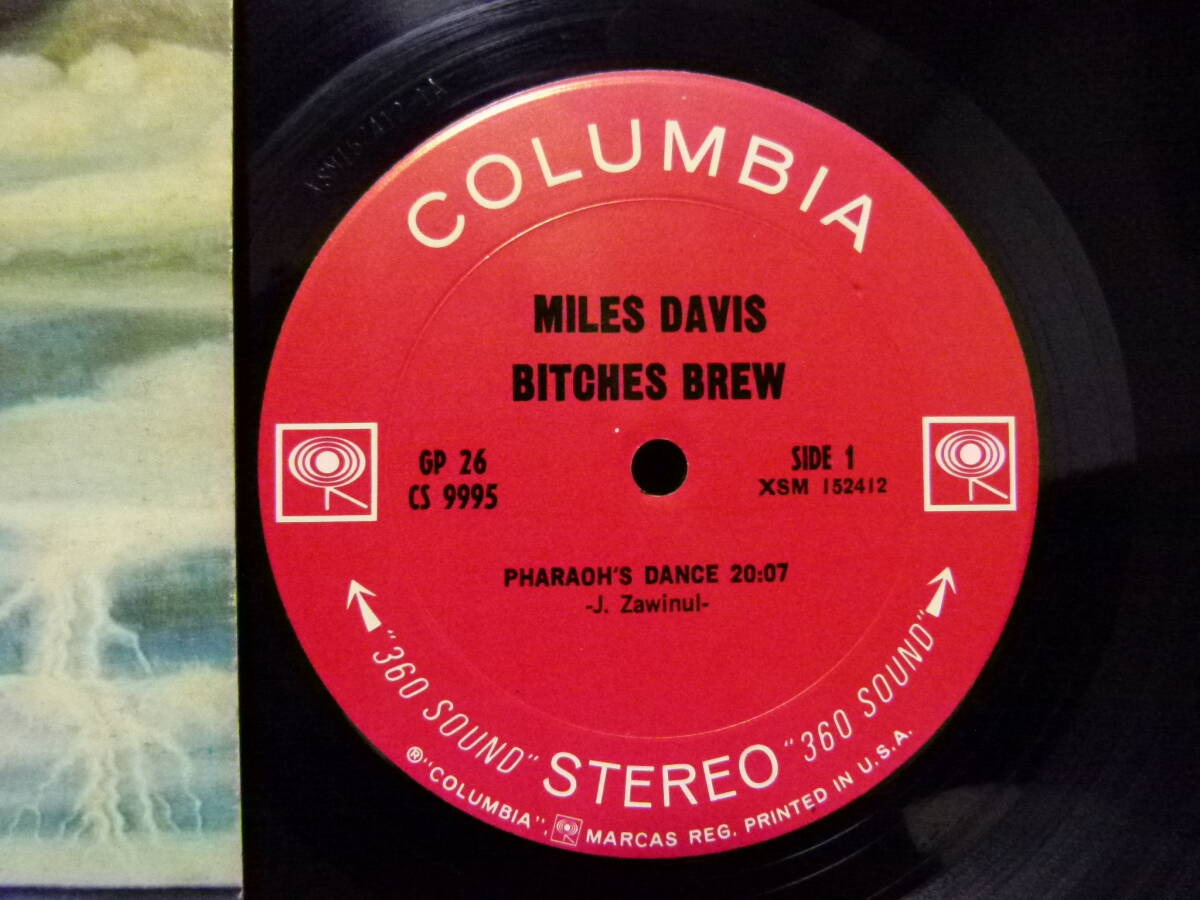 COLUMBIA
MILES DAVIS
BITCHES BREW
GP 26
CS 9995
SIDE 1
XSM 152412
PHARAOH'S DANCE 20:07
-J. Zawinul-
"360 SOUND" STEREO "360 SOUND"
®"COLUMBIA", MARCAS REG. PRINTED IN U.S.A.